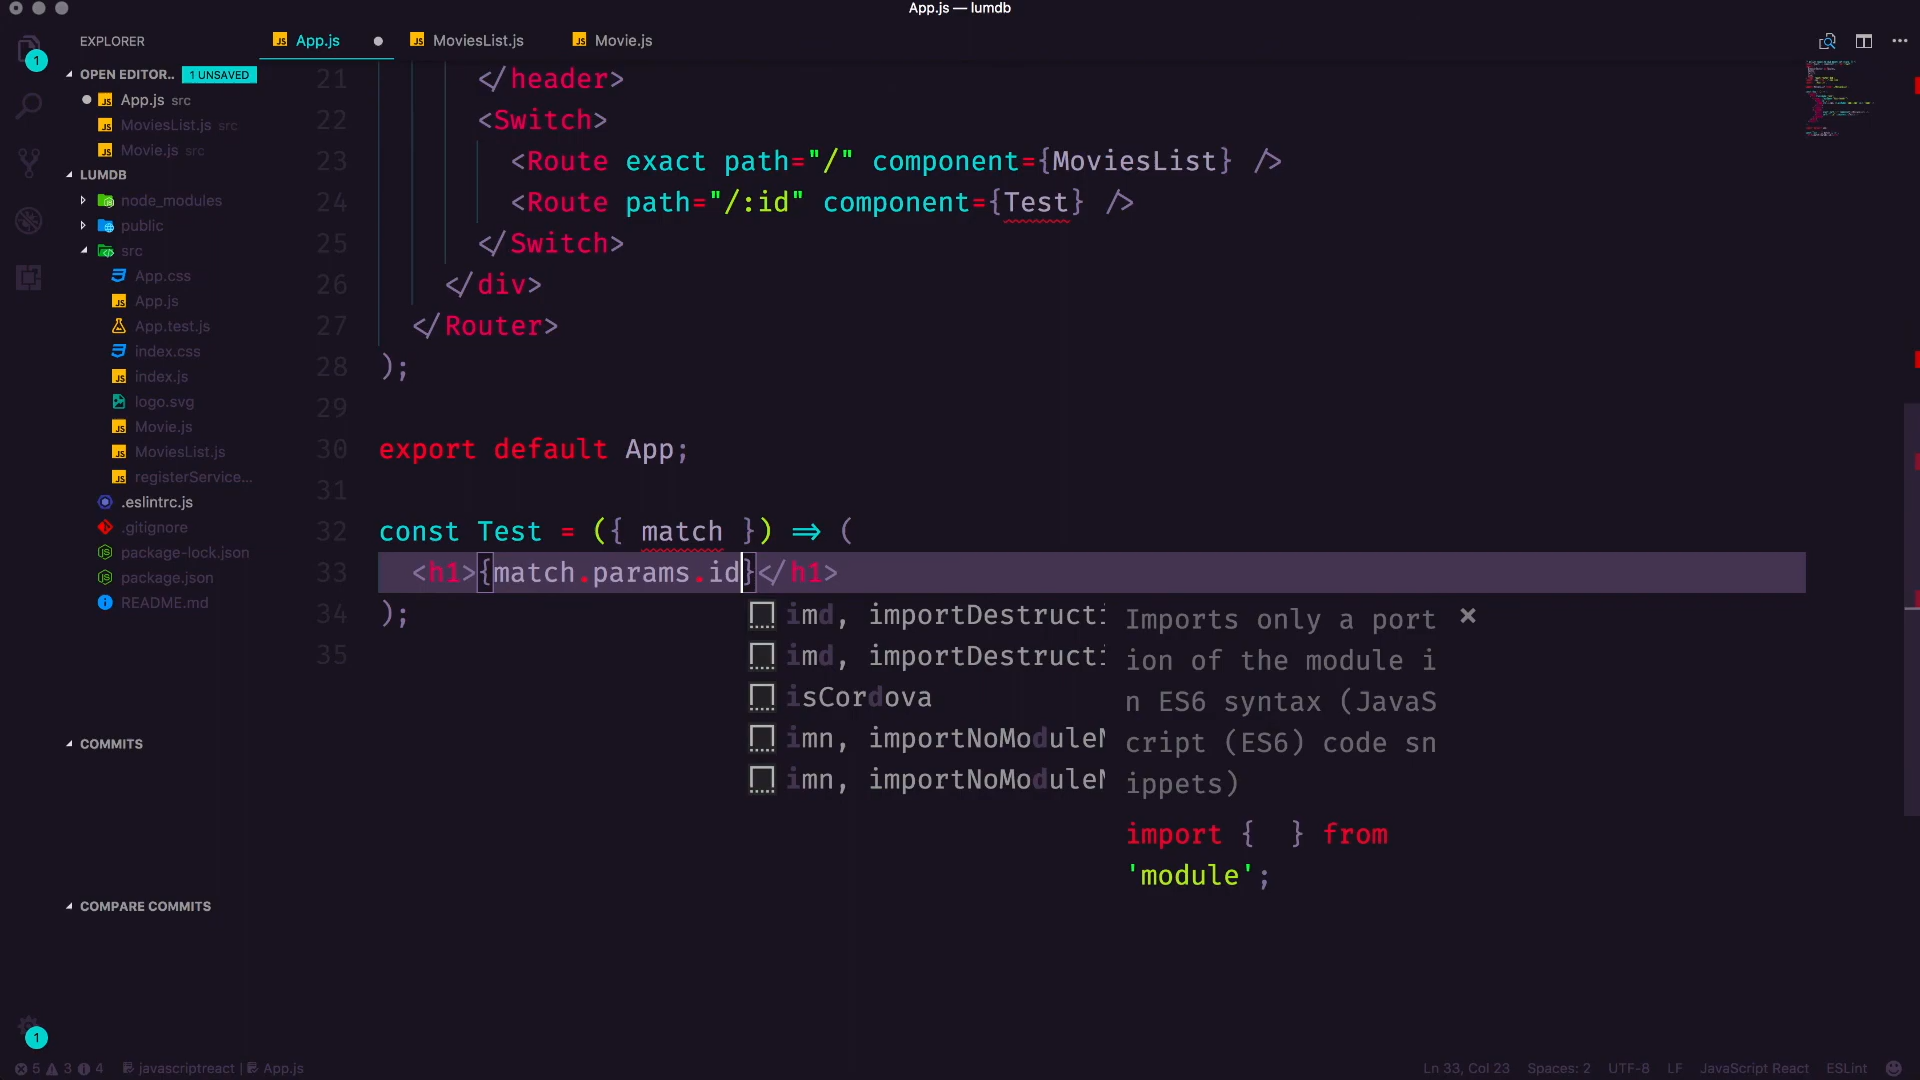 App.js — lumdb
EXPLORER
App.js
MoviesList.js
Movie.js
1
OPEN EDITOR..
1 UNSAVED
App.js src
MoviesList.js src
Movie.js src
LUMDB
node_modules
public
src
App.css
App.js
App.test.js
index.css
index.js
logo.svg
Movie.js
MoviesList.js
registerService...
.eslintrc.js
.gitignore
package-lock.json
package.json
README.md
COMMITS
COMPARE COMMITS
21 </header>
22 <Switch>
23 <Route exact path="/" component={MoviesList} />
24 <Route path="/:id" component={Test} />
25 </Switch>
26 </div>
27 </Router>
28 );
29
30 export default App;
31
32 const Test = ({ match }) => (
33 <h1>{match.params.id}</h1>
34 );
35
imd, importDestructi
imd, importDestructi
isCordova
imn, importNoModuleN
imn, importNoModuleN
Imports only a port
ion of the module i
n ES6 syntax (JavaS
cript (ES6) code sn
ippets)
import { } from
'module';
1
5 3 4 javascriptreact | App.js
Ln 33, Col 23 Spaces: 2 UTF-8 LF JavaScript React ESLint